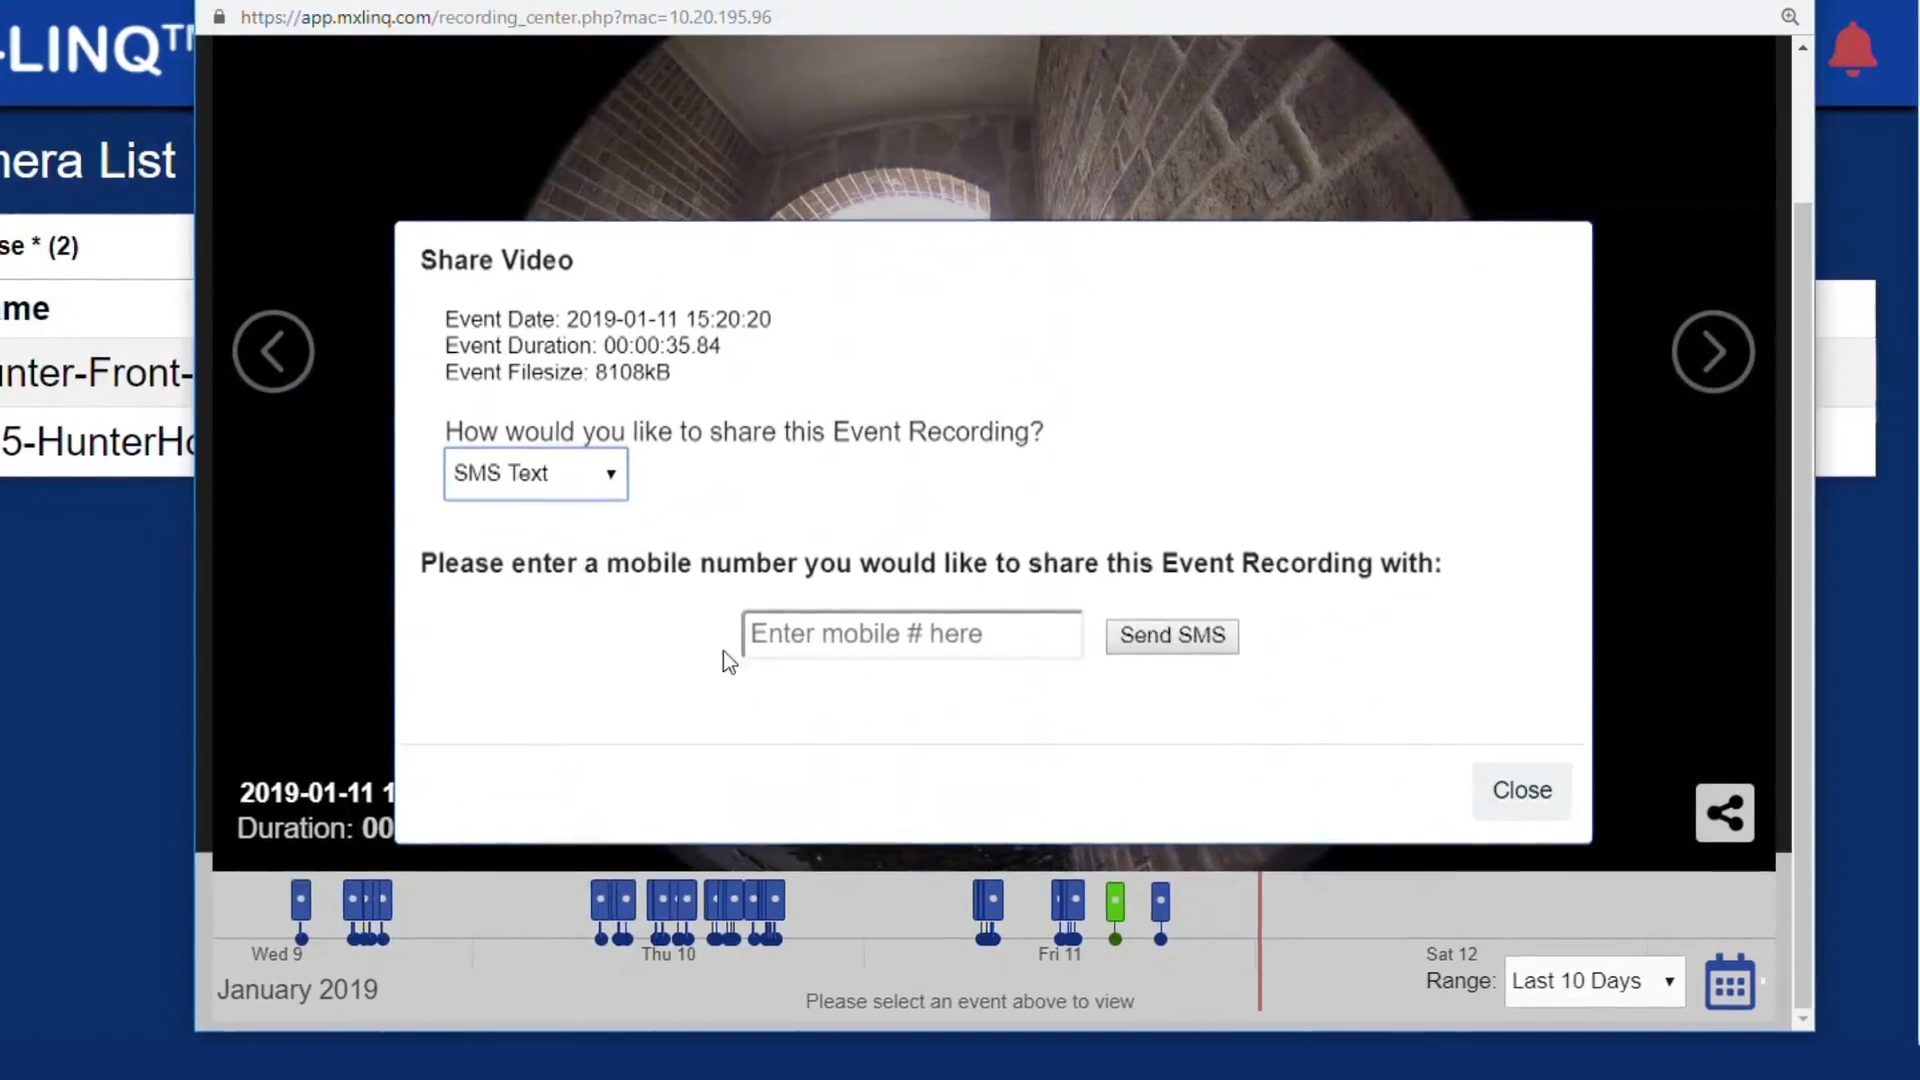 https://app.mxlinq.com/recording_center.php?mac=10.20.195.96
-LINQ™
nera List
se * (2)
me
unter-Front-
5-HunterHo
Share Video
Event Date: 2019-01-11 15:20:20
Event Duration: 00:00:35.84
Event Filesize: 8108kB
How would you like to share this Event Recording?
SMS Text
Please enter a mobile number you would like to share this Event Recording with:
Enter mobile # here
Send SMS
Close
2019-01-11 1
Duration: 00
Wed 9
Thu 10
Fri 11
Sat 12
January 2019
Please select an event above to view
Range: Last 10 Days